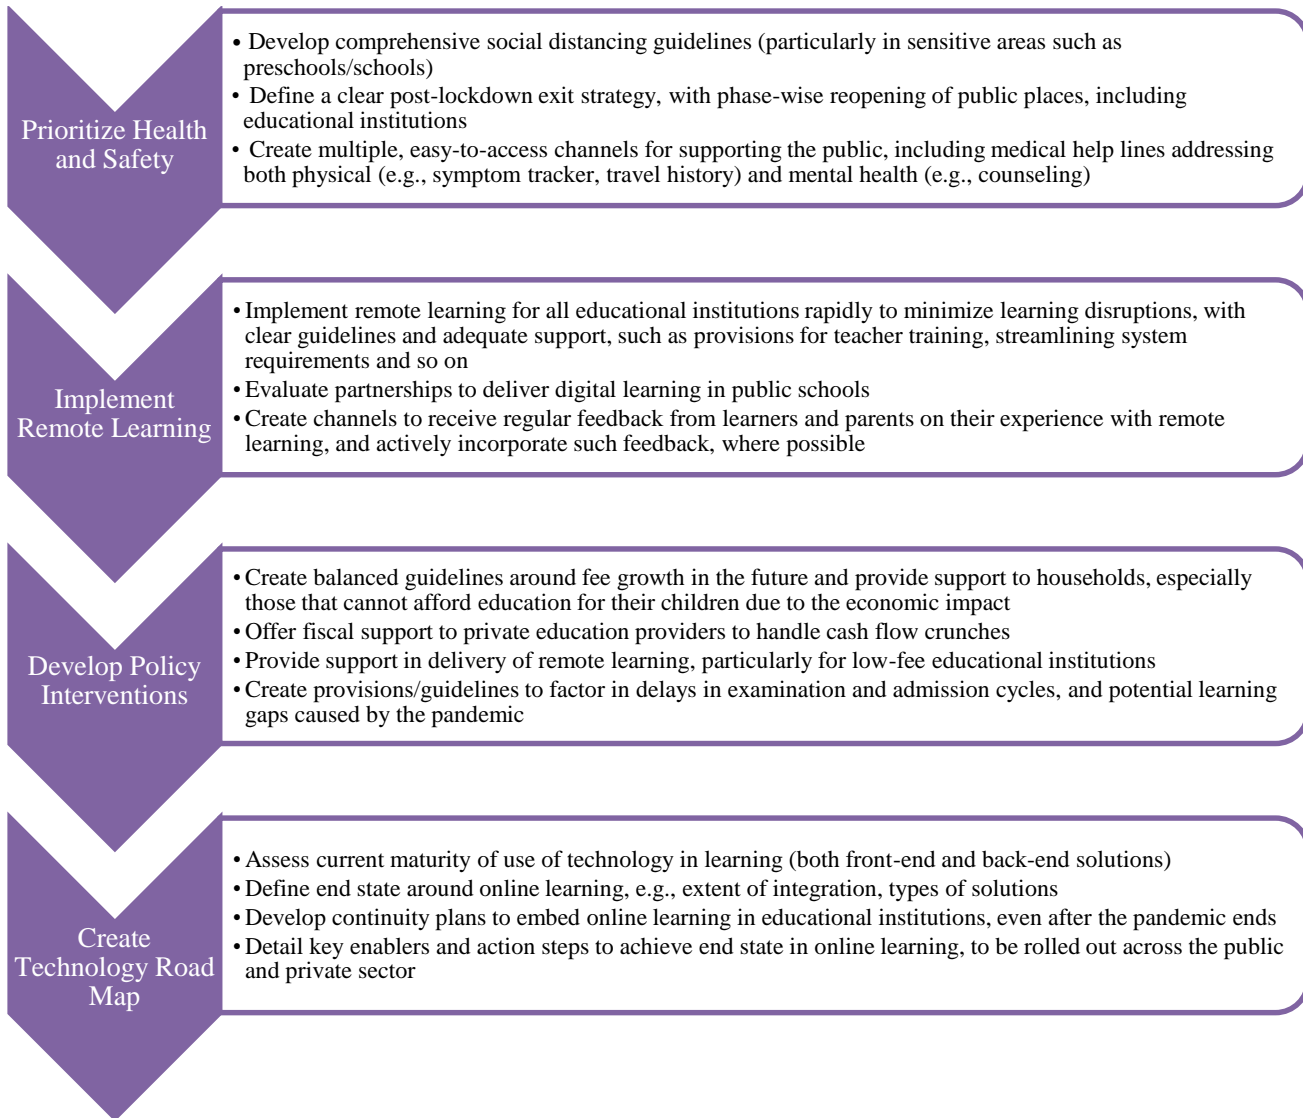 Prioritize Health
and Safety
• Develop comprehensive social distancing guidelines (particularly in sensitive areas such as
preschools/schools)
• Define a clear post-lockdown exit strategy, with phase-wise reopening of public places, including
educational institutions
• Create multiple, easy-to-access channels for supporting the public, including medical help lines addressing
both physical (e.g., symptom tracker, travel history) and mental health (e.g., counseling)
Implement
Remote Learning
• Implement remote learning for all educational institutions rapidly to minimize learning disruptions, with
clear guidelines and adequate support, such as provisions for teacher training, streamlining system
requirements and so on
• Evaluate partnerships to deliver digital learning in public schools
• Create channels to receive regular feedback from learners and parents on their experience with remote
learning, and actively incorporate such feedback, where possible
Develop Policy
Interventions
• Create balanced guidelines around fee growth in the future and provide support to households, especially
those that cannot afford education for their children due to the economic impact
• Offer fiscal support to private education providers to handle cash flow crunches
• Provide support in delivery of remote learning, particularly for low-fee educational institutions
• Create provisions/guidelines to factor in delays in examination and admission cycles, and potential learning
gaps caused by the pandemic
Create
Technology Road
Map
• Assess current maturity of use of technology in learning (both front-end and back-end solutions)
• Define end state around online learning, e.g., extent of integration, types of solutions
• Develop continuity plans to embed online learning in educational institutions, even after the pandemic ends
• Detail key enablers and action steps to achieve end state in online learning, to be rolled out across the public
and private sector